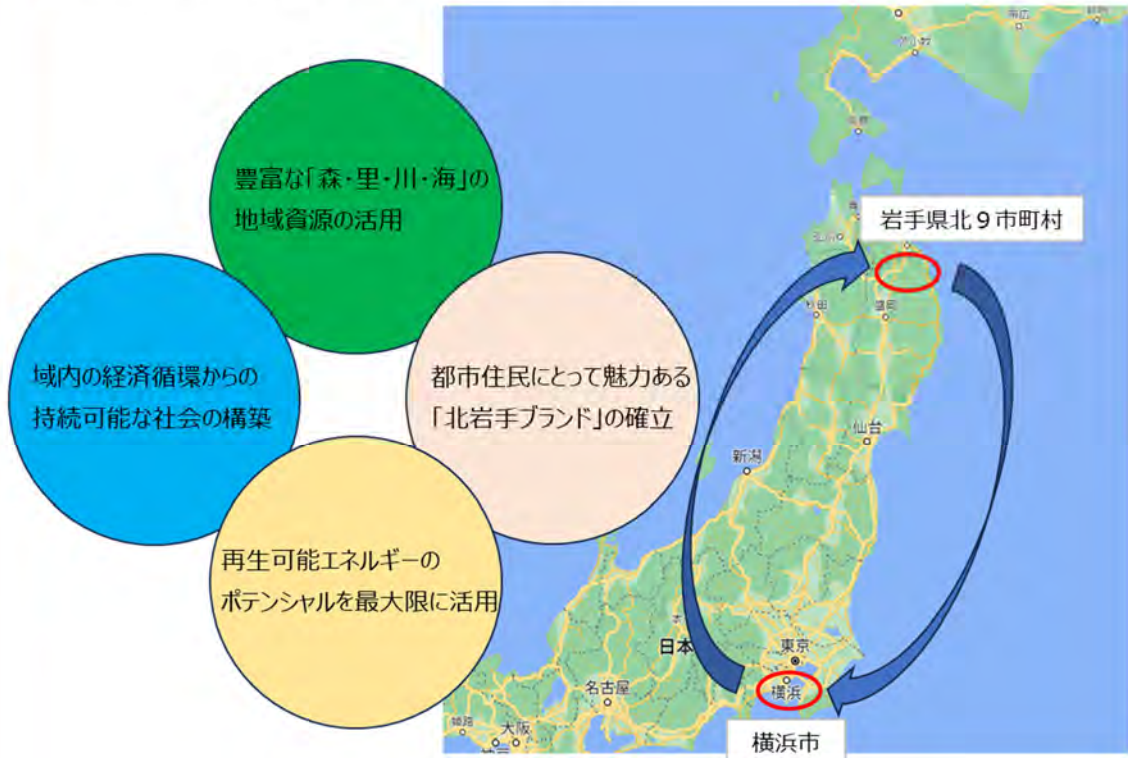 豊富な「森・里・川・海」の
地域資源の活用
域内の経済循環からの
持続可能な社会の構築
都市住民にとって魅力ある
「北岩手ブランド」の確立
再生可能エネルギーの
ポテンシャルを最大限に活用
岩手県北９市町村
秋田
盛岡
仙台
新潟
日本
東京
横浜
名古屋
大阪
横浜市